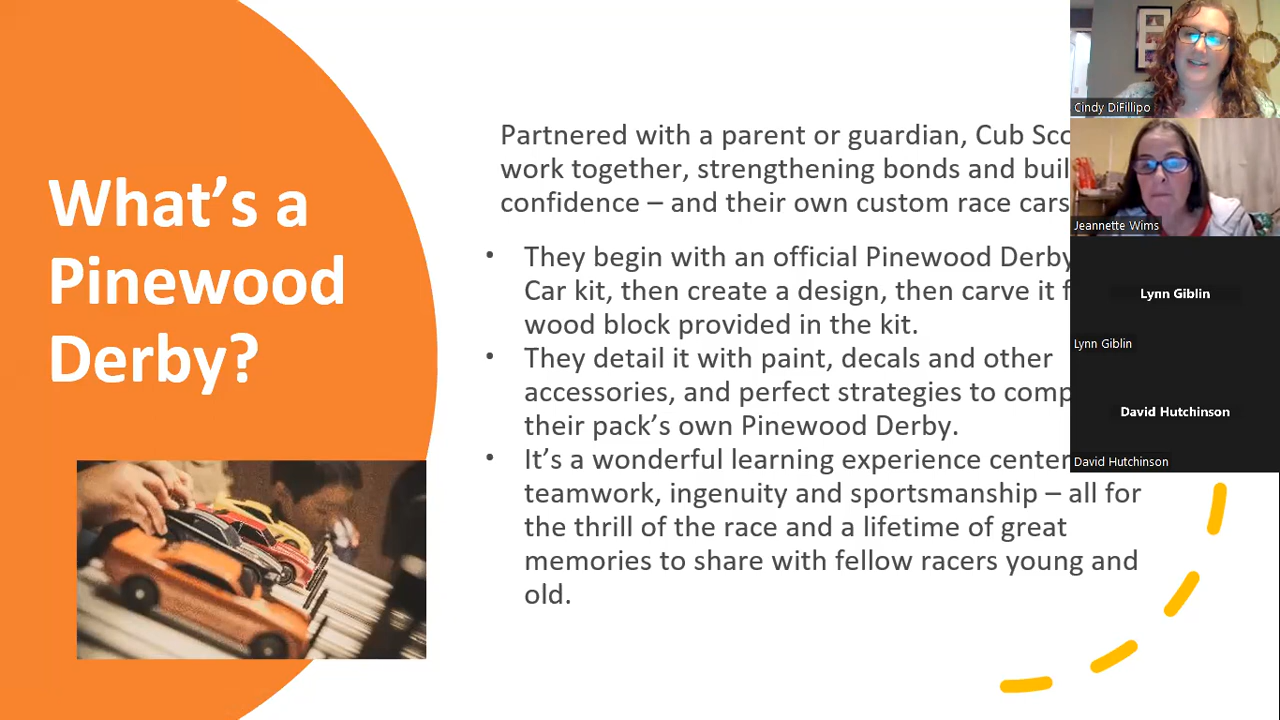 What’s a
Pinewood
Derby?
Partnered with a parent or guardian, Cub
work together, strengthening bonds and
confidence – and their own custom race cars
• They begin with an official Pinewood Derby
Car kit, then create a design, then carve it
wood block provided in the kit.
• They detail it with paint, decals and other
accessories, and perfect strategies to
their pack’s own Pinewood Derby.
• It’s a wonderful learning experience
teamwork, ingenuity and sportsmanship – all for
the thrill of the race and a lifetime of great
memories to share with fellow racers young and
old.
Cindy DiFillipo
Jeannette Wims
Lynn Giblin
Lynn Giblin
David Hutchinson
David Hutchinson